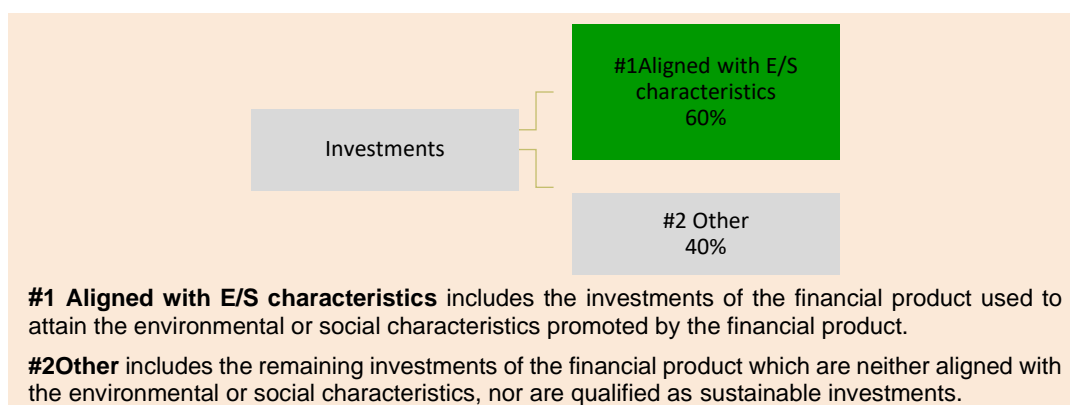 #1Aligned with E/S
characteristics
60%
Investments
#2 Other
40%
#1 Aligned with E/S characteristics includes the investments of the financial product used to
attain the environmental or social characteristics promoted by the financial product.
#2Other includes the remaining investments of the financial product which are neither aligned with
the environmental or social characteristics, nor are qualified as sustainable investments.